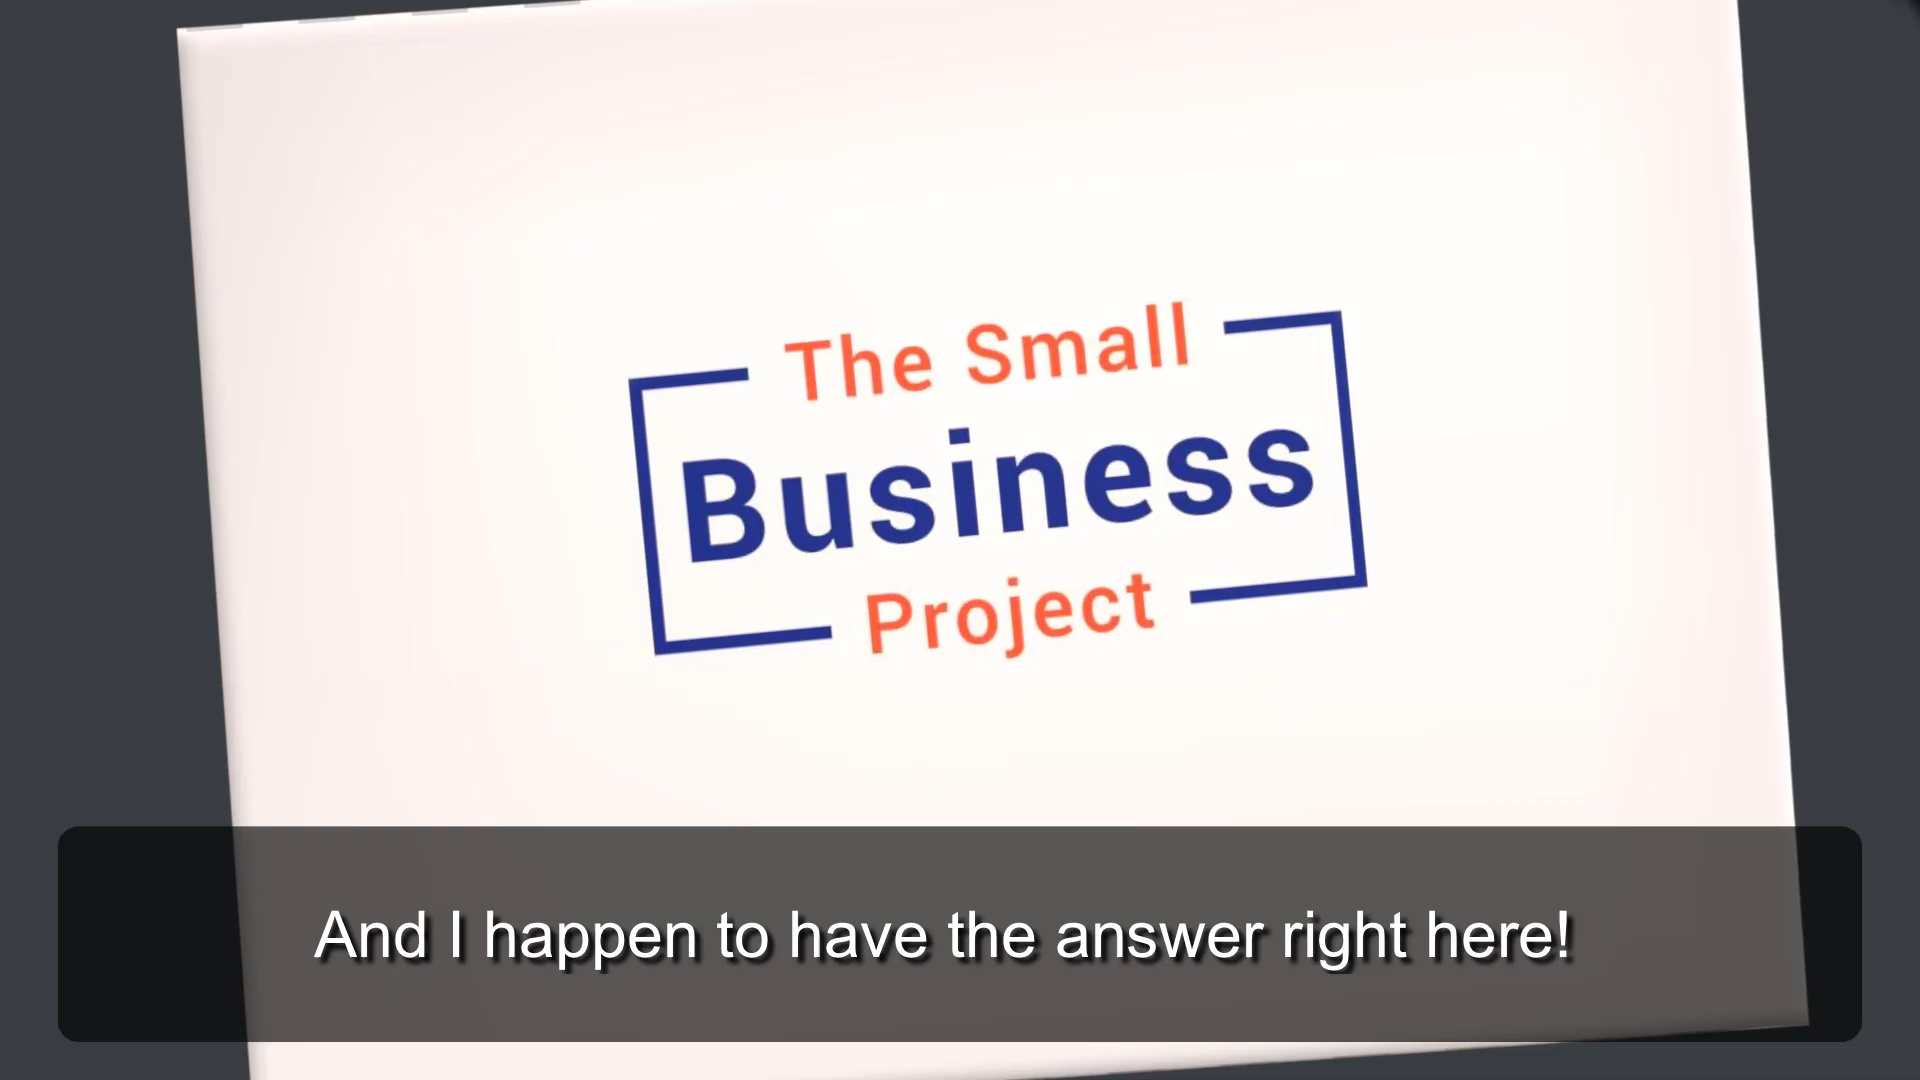 The Small
Business
Project
And I happen to have the answer right here!